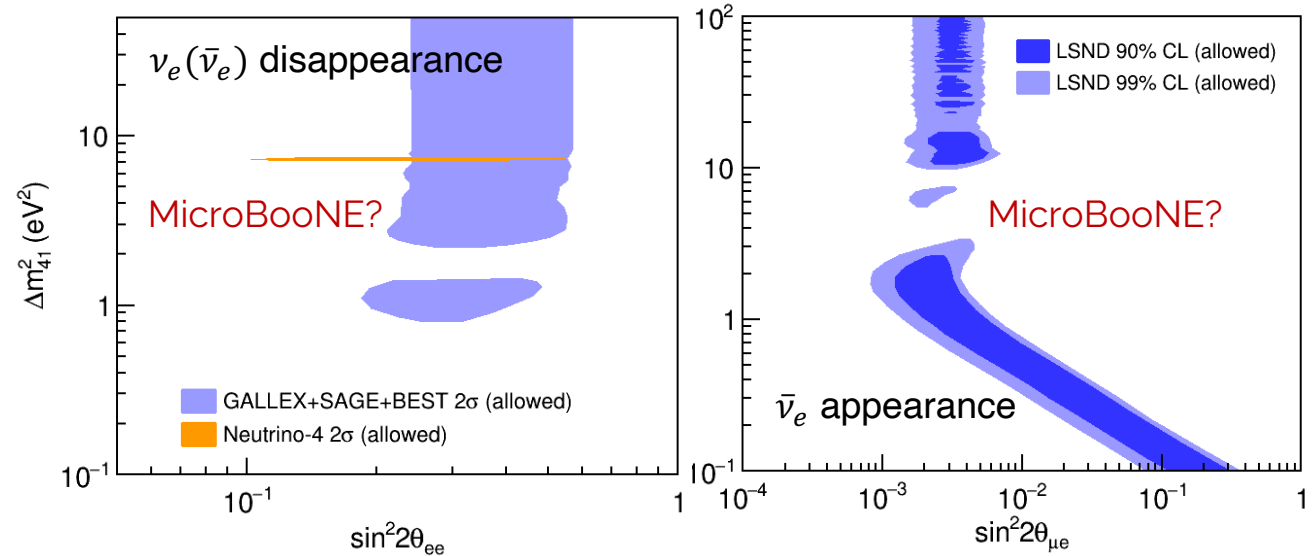 νₑ(ν̄ₑ) disappearance
MicroBooNE?
GALLEX+SAGE+BEST 2σ (allowed)
Neutrino-4 2σ (allowed)
Δm²₄₁ (eV²)
10
1
10⁻¹
10⁻¹
1
sin²2θₑₑ
LSND 90% CL (allowed)
LSND 99% CL (allowed)
MicroBooNE?
ν̄ₑ appearance
10²
10
1
10⁻¹
10⁻⁴
10⁻³
10⁻²
10⁻¹
1
sin²2θμₑ